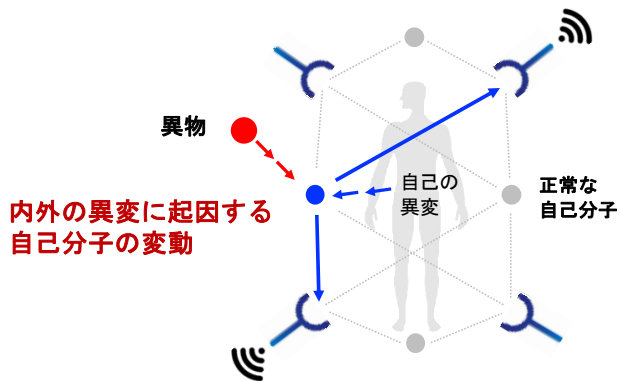 異物
自己の
異変
正常な
自己分子
内外の異変に起因する
自己分子の変動